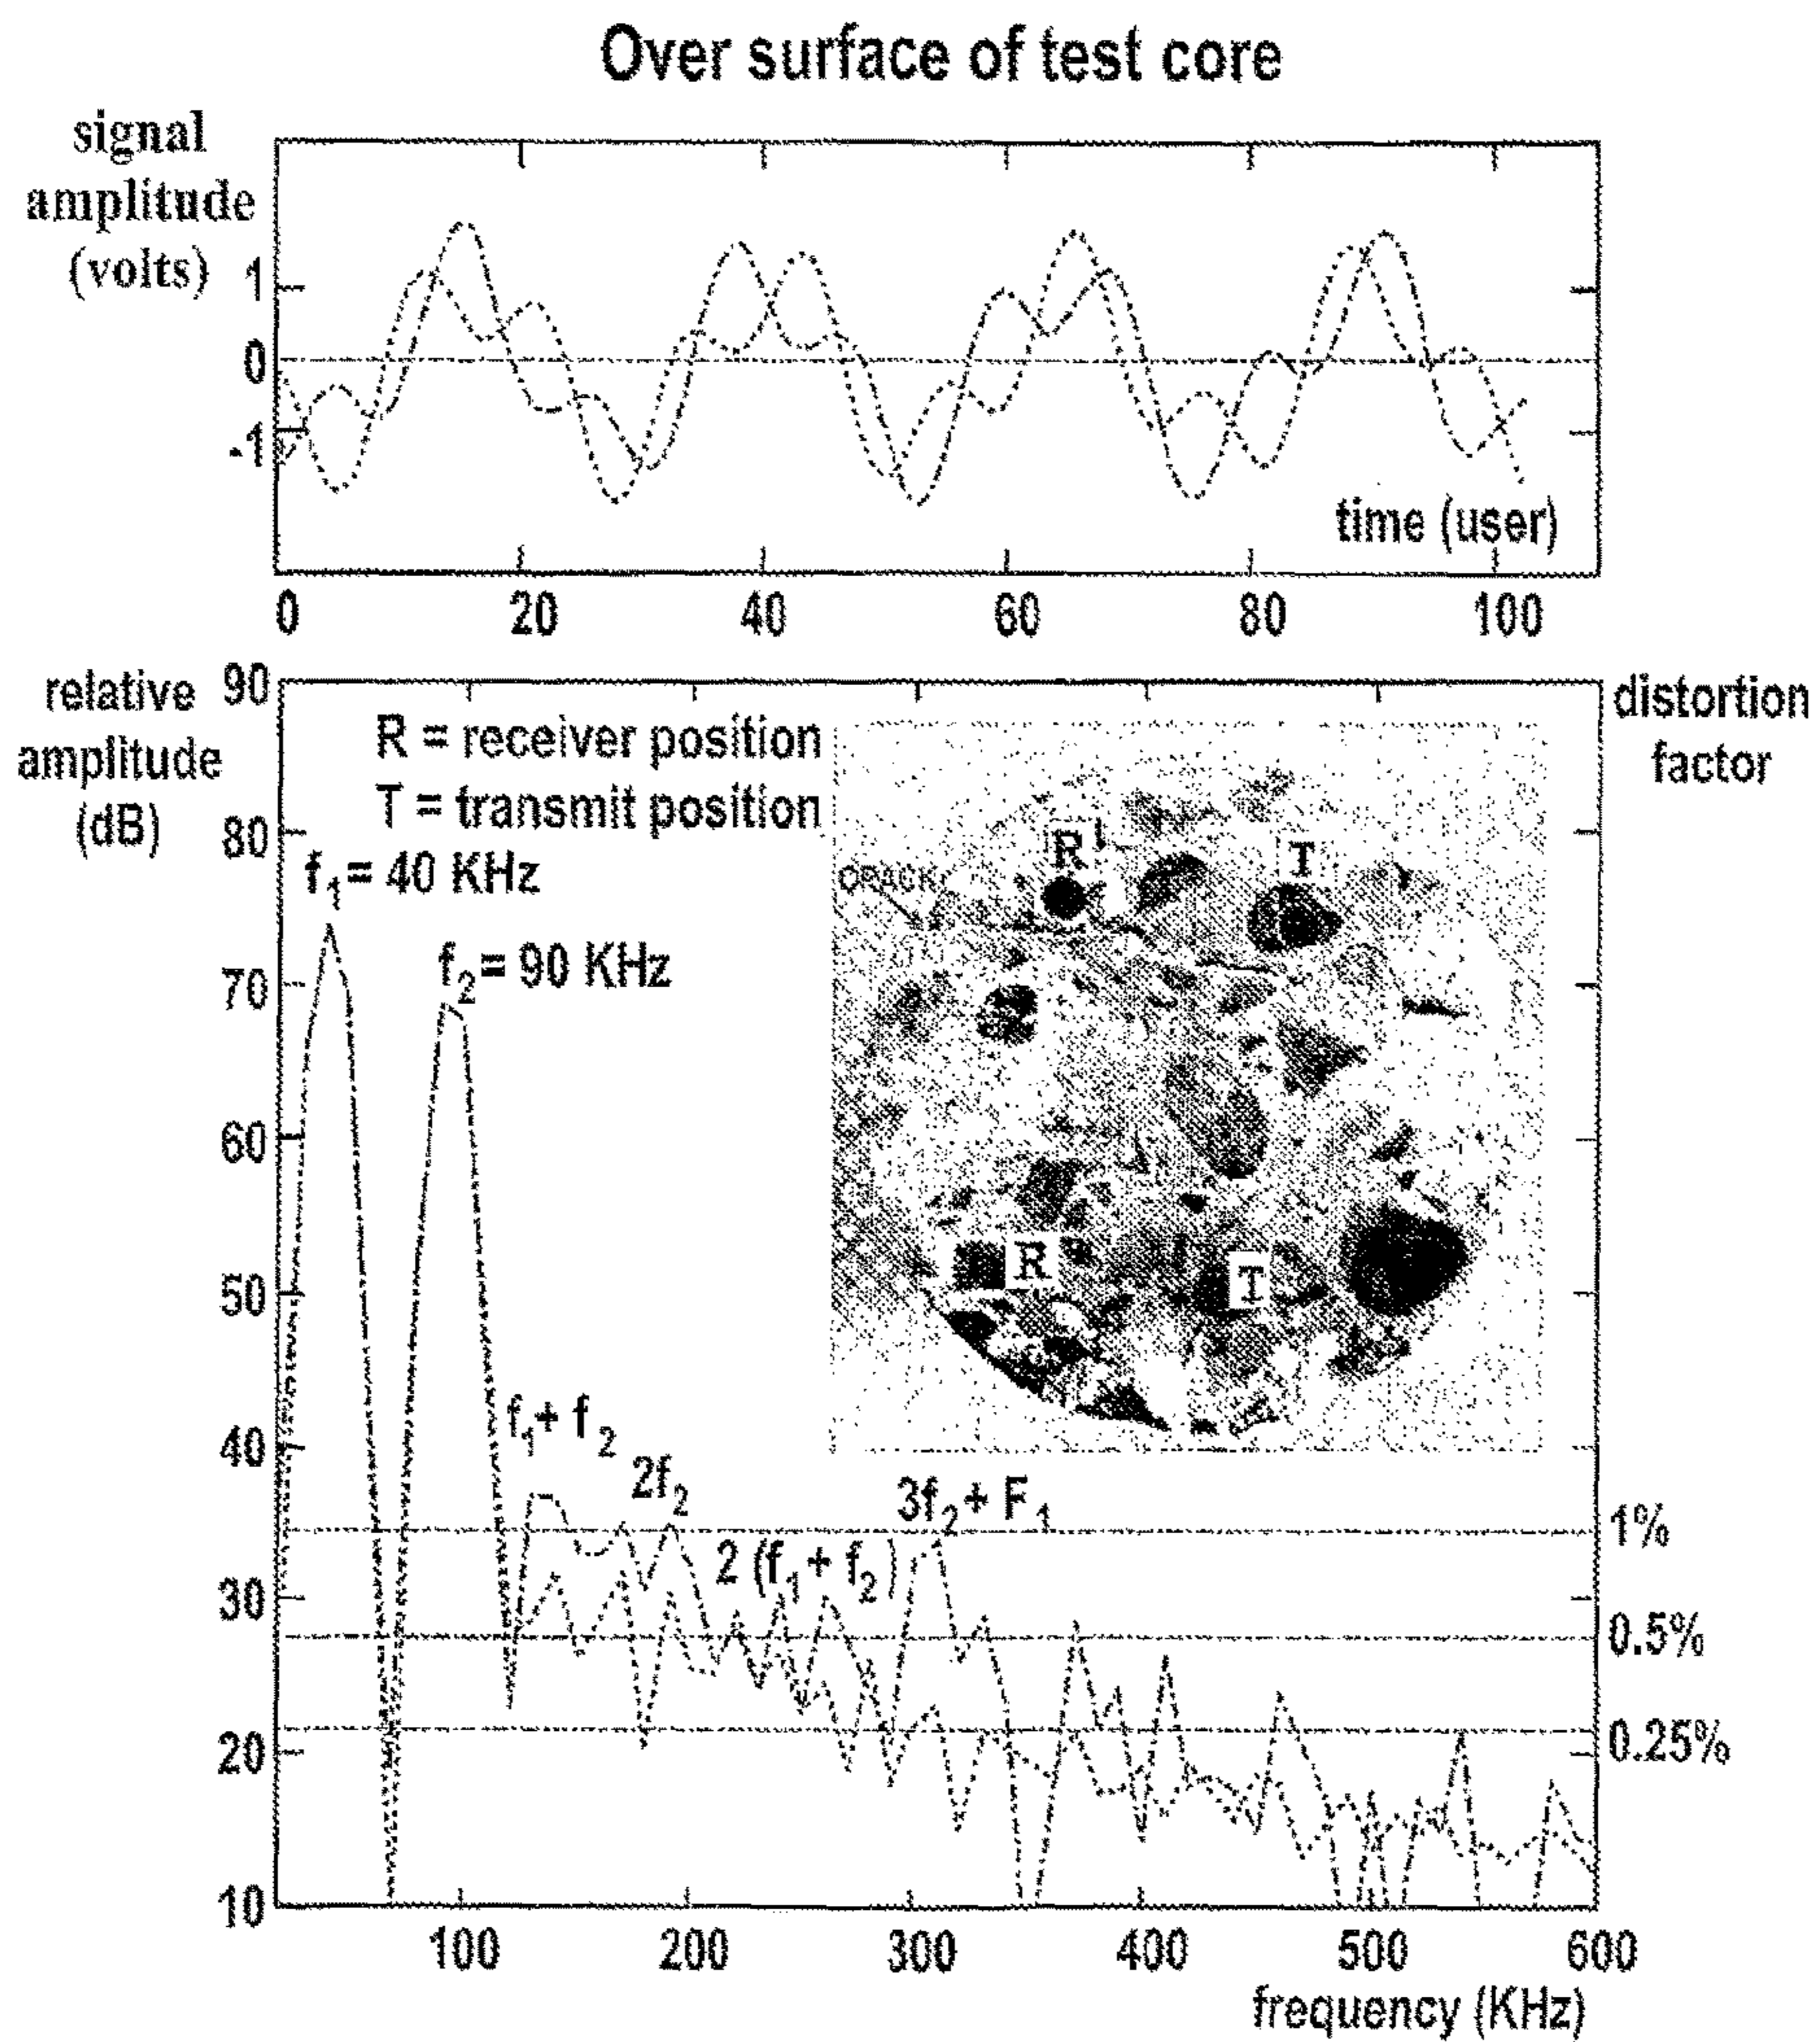 Over surface of test core
signal
amplitude
(volts)
1
0
-1
time (user)
0 20 40 60 80 100
relative
amplitude
(dB)
90
80
70
60
50
40
30
20
10
distortion
factor
R = receiver position
T = transmit position
f₁ = 40 KHz
f₂ = 90 KHz
R
T
R
T
f₁ + f₂
2f₂
2 (f₁ + f₂)
3f₂ + F₁
1%
0.5%
0.25%
100 200 300 400 500 600
frequency (KHz)